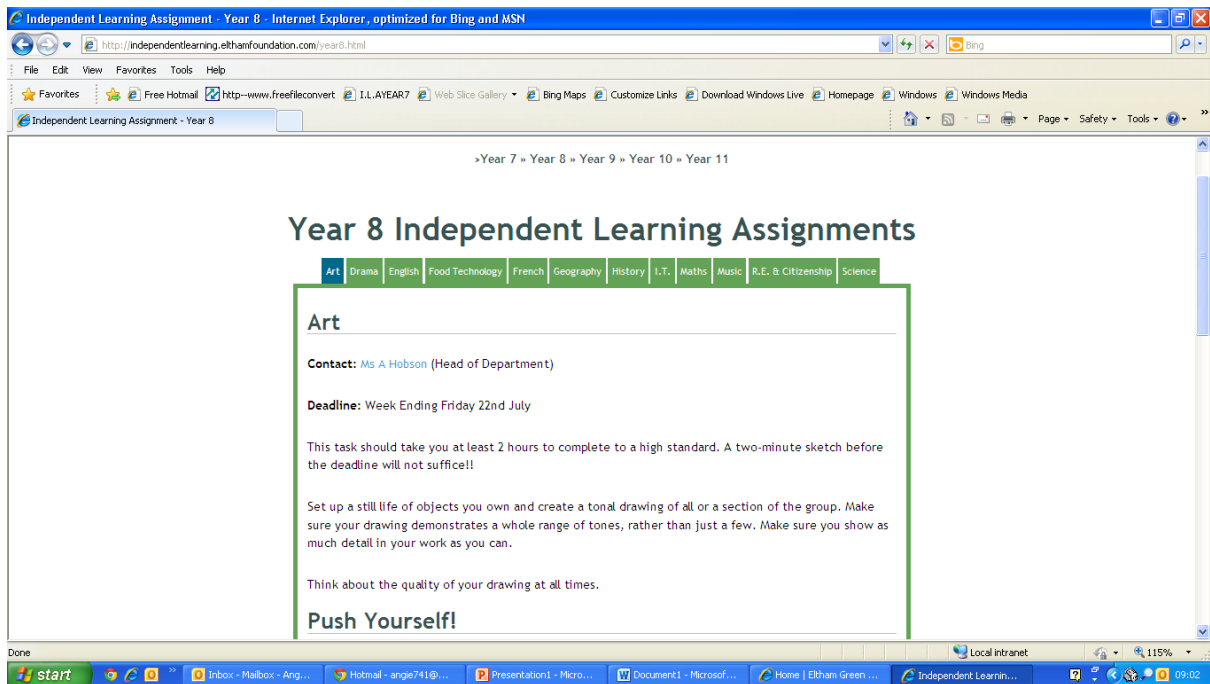 Independent Learning Assignment - Year 8 - Internet Explorer, optimized for Bing and MSN
http://independentlearning.elthamfoundation.com/year8.html
Bing
File Edit View Favorites Tools Help
Favorites Free Hotmail http--www.freefileconvert I.L.AYEAR7 Web Slice Gallery Bing Maps Customize Links Download Windows Live Homepage Windows Windows Media
Independent Learning Assignment - Year 8
Page Safety Tools »
>Year 7 » Year 8 » Year 9 » Year 10 » Year 11
Year 8 Independent Learning Assignments
Art Drama English Food Technology French Geography History I.T. Maths Music R.E. & Citizenship Science
Art
Contact: Ms A Hobson (Head of Department)
Deadline: Week Ending Friday 22nd July
This task should take you at least 2 hours to complete to a high standard. A two-minute sketch before
the deadline will not suffice!!
Set up a still life of objects you own and create a tonal drawing of all or a section of the group. Make
sure your drawing demonstrates a whole range of tones, rather than just a few. Make sure you show as
much detail in your work as you can.
Think about the quality of your drawing at all times.
Push Yourself!
Done Local intranet 115%
start » Inbox - Mailbox - Ang... Hotmail - angie741@... Presentation1 - Micro... Document1 - Microsof... Home | Eltham Green ... Independent Learnin... 09:02